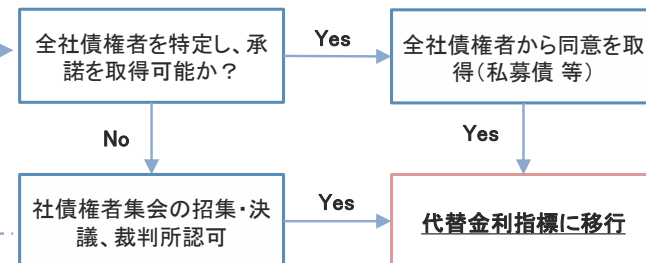 全社債権者を特定し、承
諾を取得可能か？
Yes
全社債権者から同意を取
得（私募債 等）
No
Yes
社債権者集会の招集・決
議、裁判所認可
Yes
代替金利指標に移行